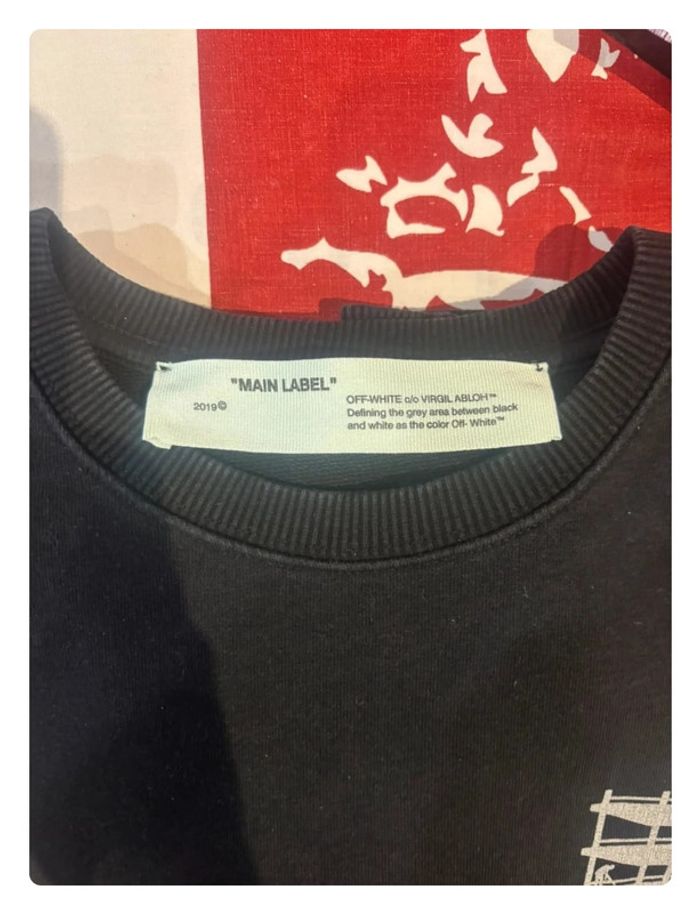 "MAIN LABEL"
2019©
OFF-WHITE c/o VIRGIL ABLOH™
Defining the grey area between black
and white as the color Off- White™